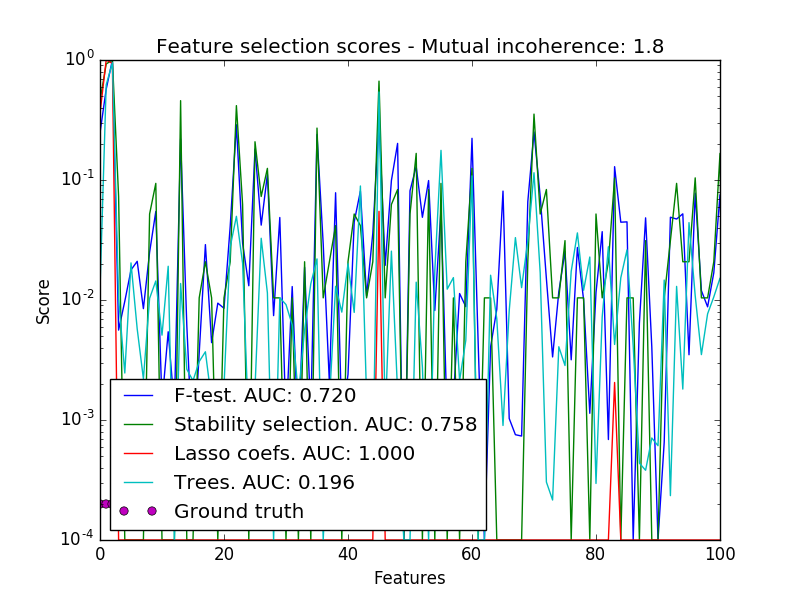 Feature selection scores - Mutual incoherence: 1.8
Score
10^0
10^-1
10^-2
10^-3
10^-4
F-test. AUC: 0.720
Stability selection. AUC: 0.758
Lasso coefs. AUC: 1.000
Trees. AUC: 0.196
Ground truth
0 20 40 60 80 100
Features